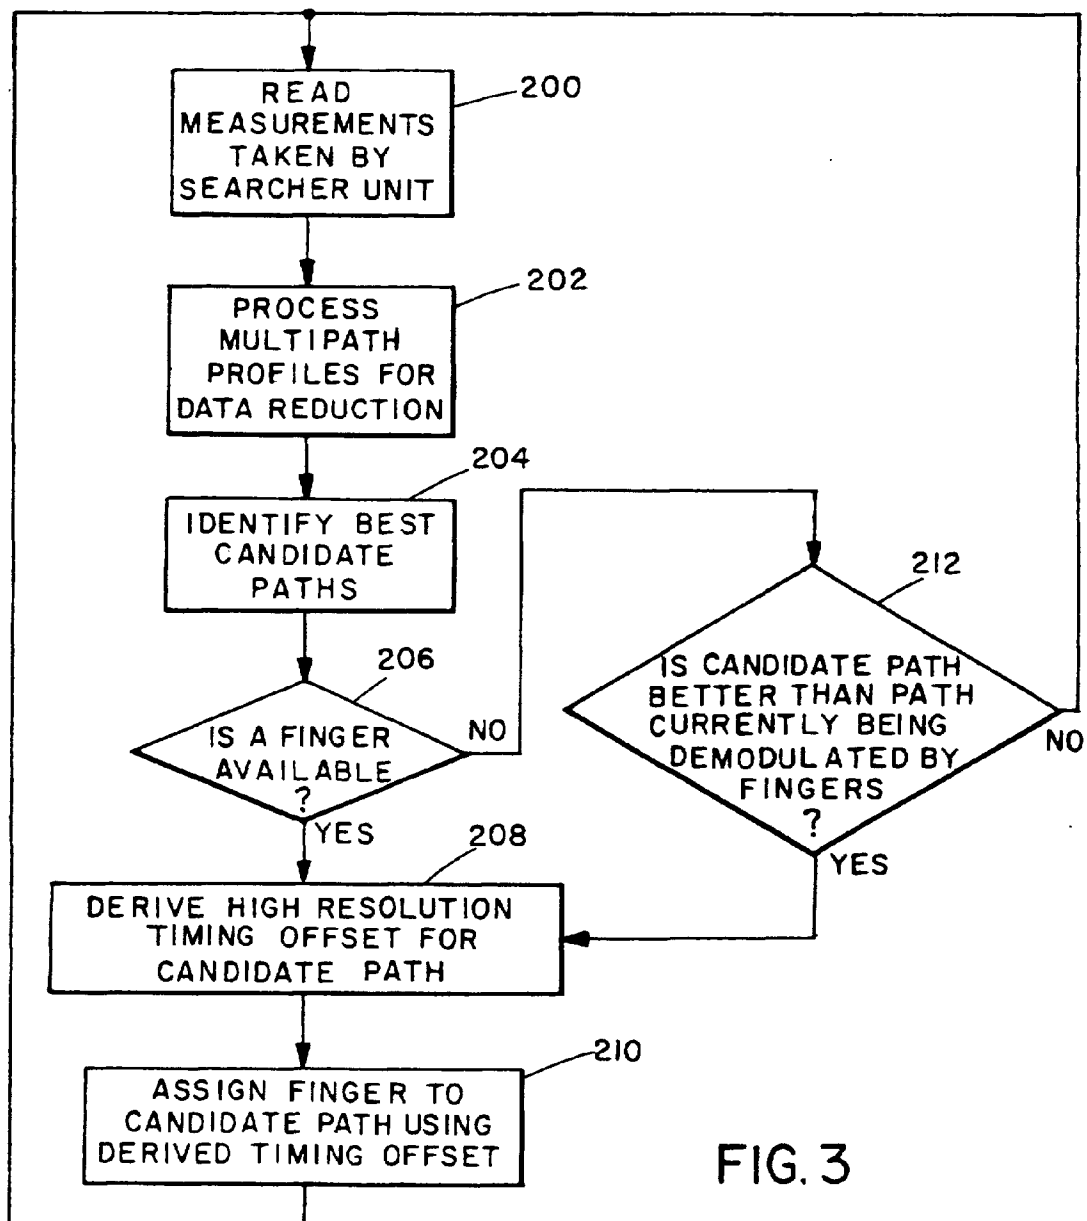 200
READ
MEASUREMENTS
TAKEN BY
SEARCHER UNIT
202
PROCESS
MULTIPATH
PROFILES FOR
DATA REDUCTION
204
IDENTIFY BEST
CANDIDATE
PATHS
206
IS A FINGER
AVAILABLE
?
NO
YES
212
IS CANDIDATE PATH
BETTER THAN PATH
CURRENTLY BEING
DEMODULATED BY
FINGERS
?
NO
YES
208
DERIVE HIGH RESOLUTION
TIMING OFFSET FOR
CANDIDATE PATH
210
ASSIGN FINGER TO
CANDIDATE PATH USING
DERIVED TIMING OFFSET
FIG. 3